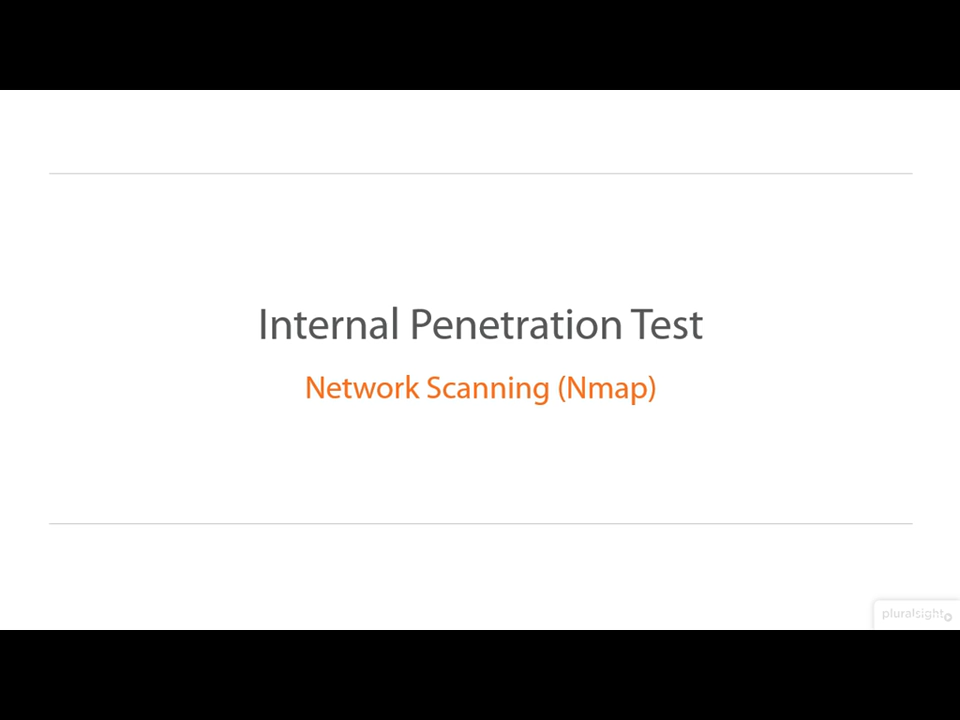 Internal Penetration Test
Network Scanning (Nmap)
pluralsight